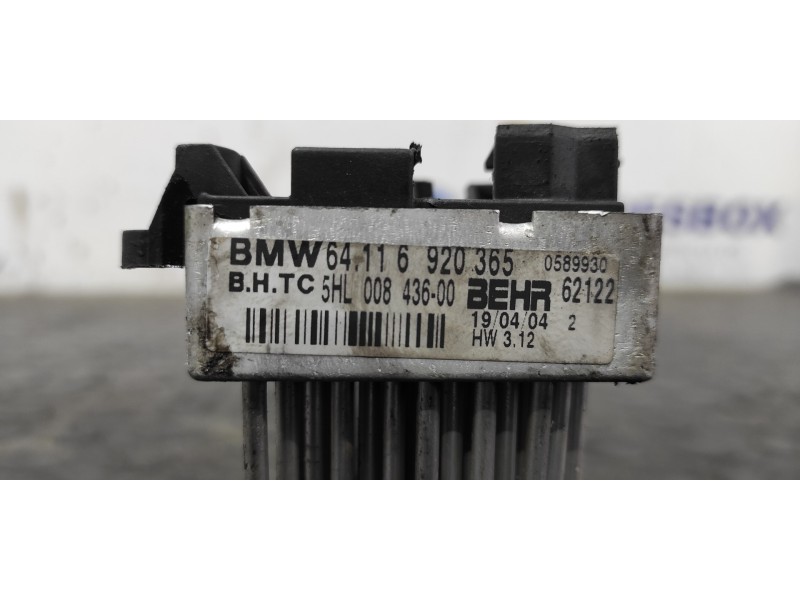 BMW 64.11 6 920 365 0589930
B.H.TC 5HL 008 436-00 BEHR 62122
19/04/04 2
HW 3.12